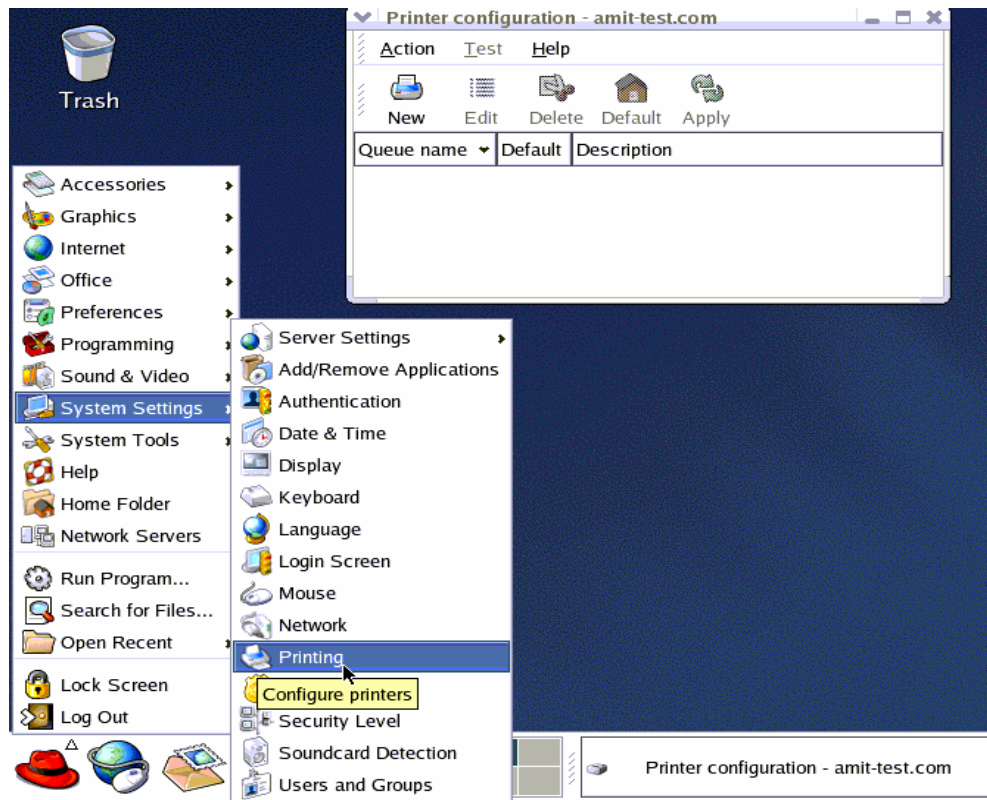 Printer configuration - amit-test.com
Action Test Help
New Edit Delete Default Apply
Queue name Default Description
Trash
Accessories
Graphics
Internet
Office
Preferences
Programming
Sound & Video
System Settings
System Tools
Help
Home Folder
Network Servers
Run Program...
Search for Files...
Open Recent
Lock Screen
Log Out
Server Settings
Add/Remove Applications
Authentication
Date & Time
Display
Keyboard
Language
Login Screen
Mouse
Network
Printing
Configure printers
Security Level
Soundcard Detection
Users and Groups
Printer configuration - amit-test.com